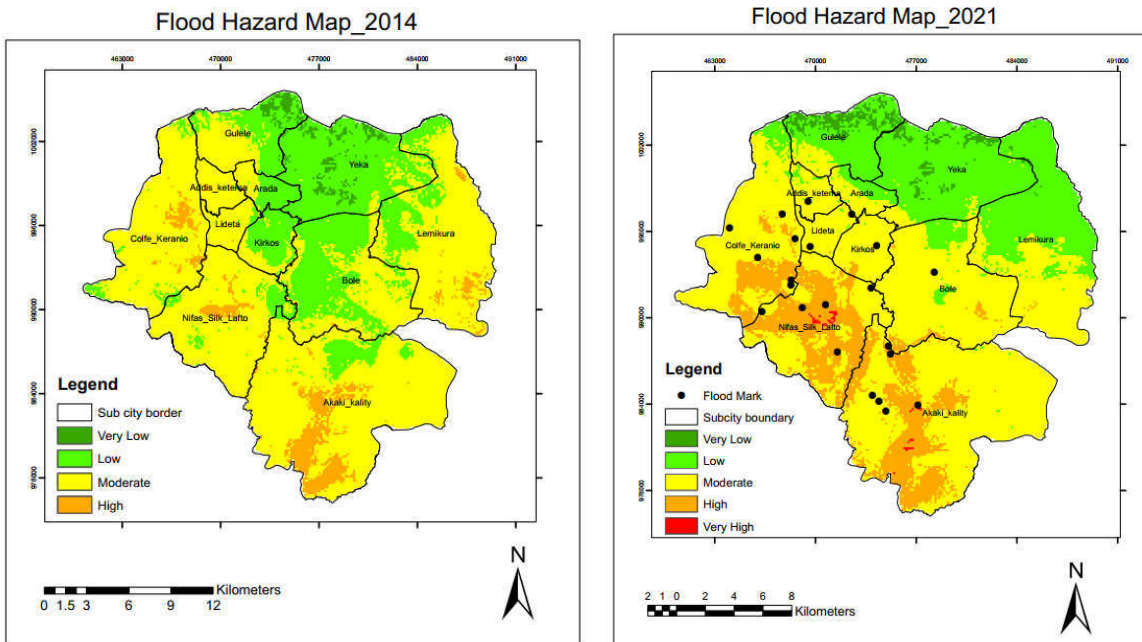 Flood Hazard Map_2014
463000 470000 477000 484000 491000
1002000
996000
990000
984000
978000
Gulele
Yeka
Addis_ketema
Arada
Lideta
Kirkos
Colfe_Keranio
Lemikura
Bole
Nifas_Silk_Lafto
Akaki_kality
Legend
Sub city border
Very Low
Low
Moderate
High
Kilometers
0 1.5 3 6 9 12
N
Flood Hazard Map_2021
463000 470000 477000 484000 491000
1002000
996000
990000
984000
978000
Gulele
Yeka
Addis_ketema
Arada
Lideta
Kirkos
Colfe_Keranio
Lemikura
Bole
Nifas_Silk_Lafto
Akaki_kality
Legend
Flood Mark
Subcity boundary
Very Low
Low
Moderate
High
Very High
2 1 0 2 4 6 8
Kilometers
N